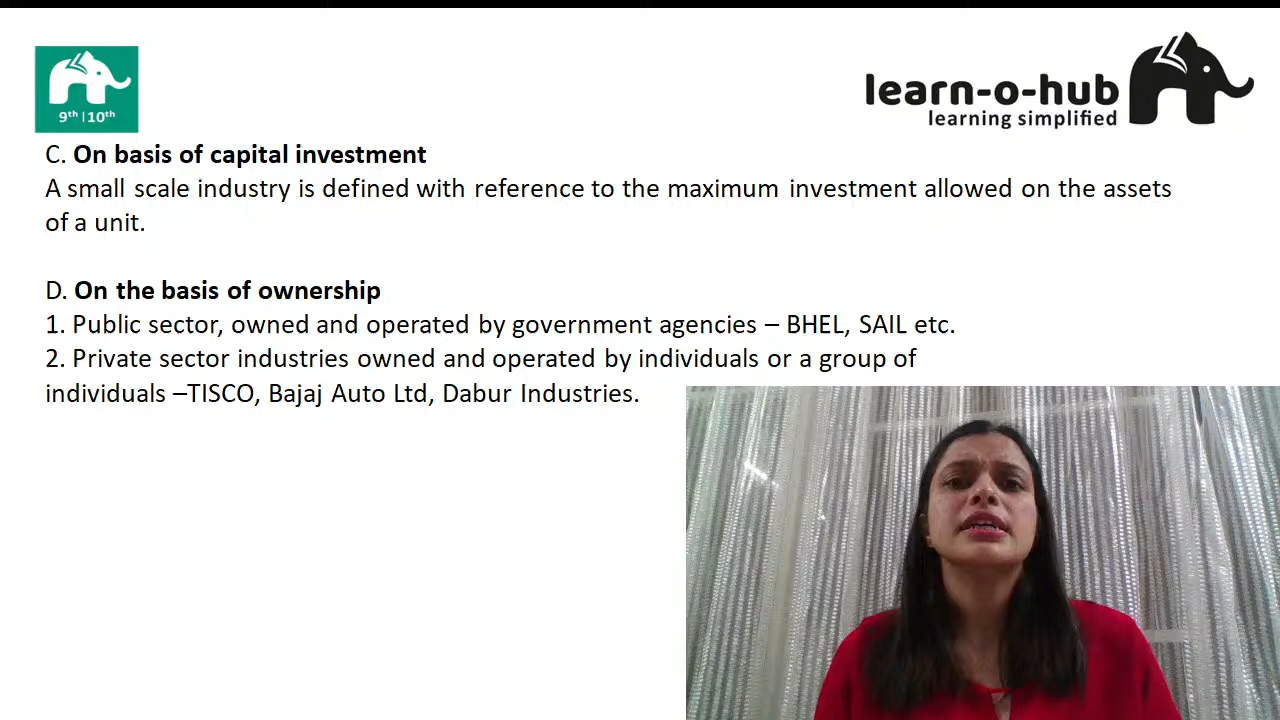 9th | 10th
learn-o-hub
learning simplified
C. On basis of capital investment
A small scale industry is defined with reference to the maximum investment allowed on the assets
of a unit.
D. On the basis of ownership
1. Public sector, owned and operated by government agencies – BHEL, SAIL etc.
2. Private sector industries owned and operated by individuals or a group of
individuals –TISCO, Bajaj Auto Ltd, Dabur Industries.